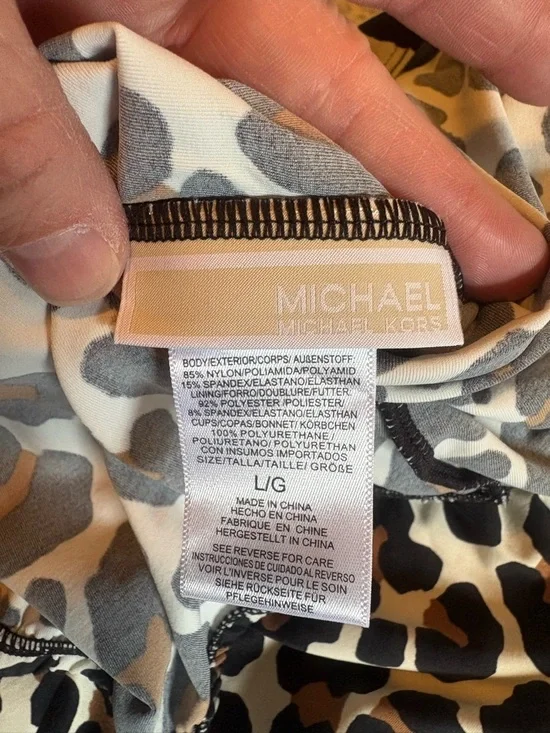 MICHAEL
MICHAEL KORS
BODY/EXTERIOR/CORPS/ AUßENSTOFF:
85% NYLON/POLIAMIDA/POLYAMID
15% SPANDEX/ELASTANO/ELASTHAN
LINING/FORRO/DOUBLURE/FUTTER:
92% POLYESTER /POLIESTER/
8% SPANDEX/ELASTANO/ELASTHAN
CUPS/COPAS/BONNET/ KÖRBCHEN
100% POLYURETHANE/
POLIURETANO/ POLYURETHAN
CON INSUMOS IMPORTADOS
SIZE/TALLA/TAILLE/ GRÖßE
L/G
MADE IN CHINA
HECHO EN CHINA
FABRIQUE EN CHINE
HERGESTELLT IN CHINA
SEE REVERSE FOR CARE
INSTRUCCIONES DE CUIDADO AL REVERSO
VOIR L'INVERSE POUR LE SOIN
SIEHE RÜCKSEITE FÜR
PFLEGEHINWEISE